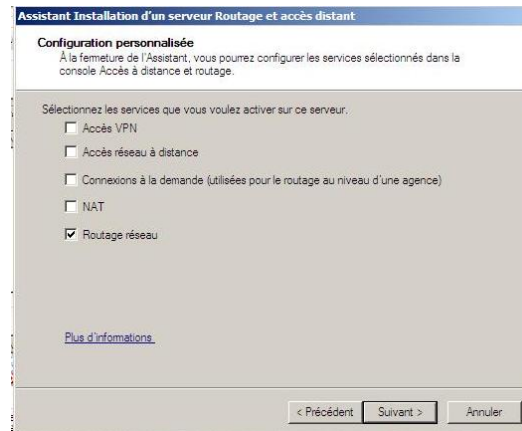 Assistant Installation d'un serveur Routage et accès distant
Configuration personnalisée
À la fermeture de l'Assistant, vous pourrez configurer les services sélectionnés dans la
console Accès à distance et routage.
Sélectionnez les services que vous voulez activer sur ce serveur.
Accès VPN
Accès réseau à distance
Connexions à la demande (utilisées pour le routage au niveau d'une agence)
NAT
Routage réseau
Plus d'informations
< Précédent Suivant > Annuler